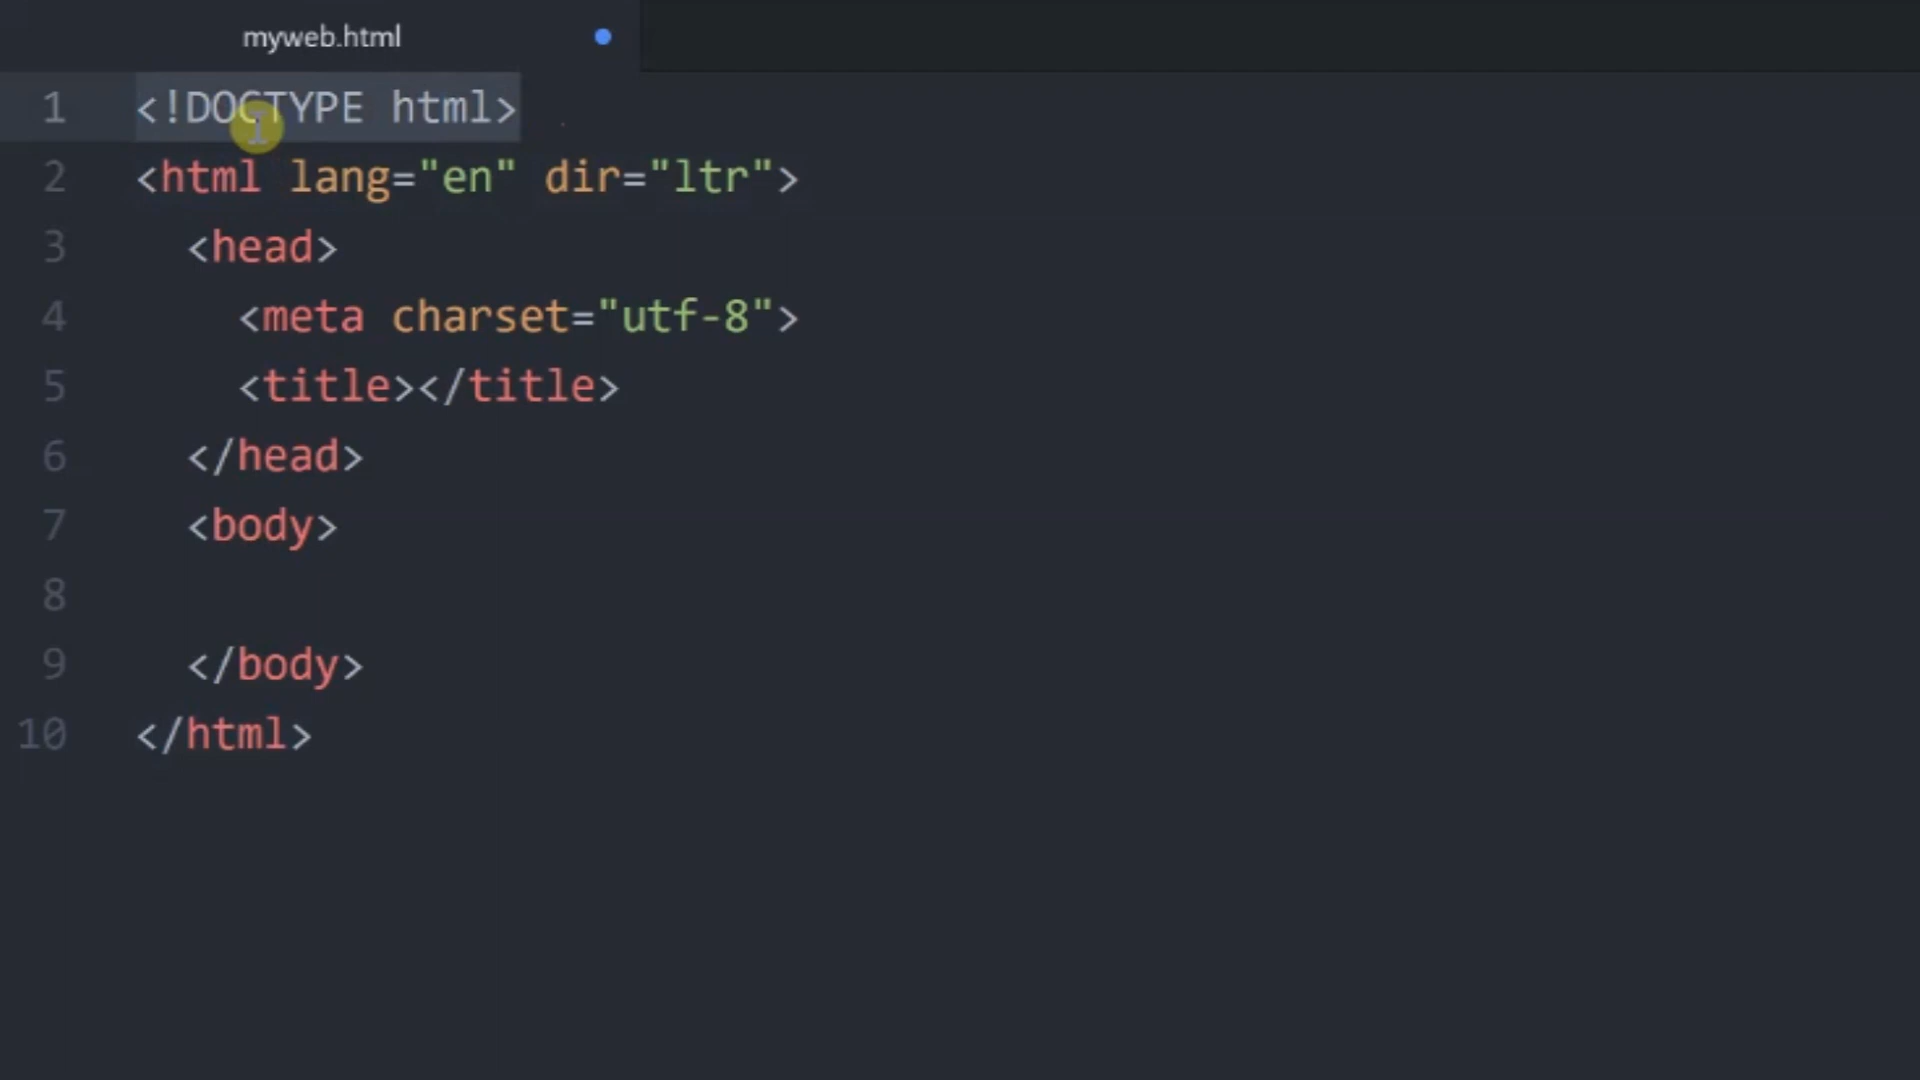 myweb.html
1 <!DOCTYPE html>
2 <html lang="en" dir="ltr">
3 <head>
4 <meta charset="utf-8">
5 <title></title>
6 </head>
7 <body>
8
9 </body>
10 </html>